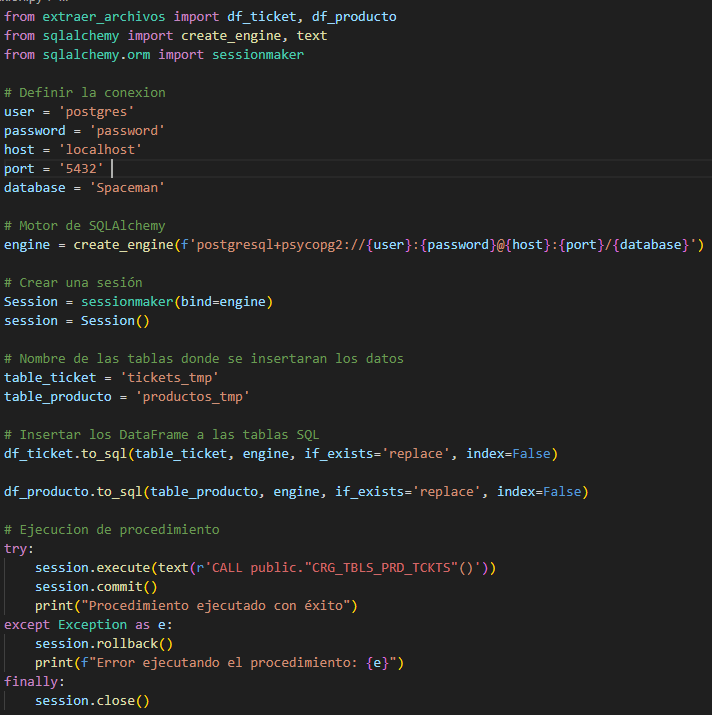 from extraer_archivos import df_ticket, df_producto
from sqlalchemy import create_engine, text
from sqlalchemy.orm import sessionmaker

# Definir la conexion
user = 'postgres'
password = 'password'
host = 'localhost'
port = '5432'
database = 'Spaceman'

# Motor de SQLAlchemy
engine = create_engine(f'postgresql+psycopg2://{user}:{password}@{host}:{port}/{database}')

# Crear una sesión
Session = sessionmaker(bind=engine)
session = Session()

# Nombre de las tablas donde se insertaran los datos
table_ticket = 'tickets_tmp'
table_producto = 'productos_tmp'

# Insertar los DataFrame a las tablas SQL
df_ticket.to_sql(table_ticket, engine, if_exists='replace', index=False)

df_producto.to_sql(table_producto, engine, if_exists='replace', index=False)

# Ejecucion de procedimiento
try:
    session.execute(text(r'CALL public."CRG_TBLS_PRD_TCKTS"()'))
    session.commit()
    print("Procedimiento ejecutado con éxito")
except Exception as e:
    session.rollback()
    print(f"Error ejecutando el procedimiento: {e}")
finally:
    session.close()